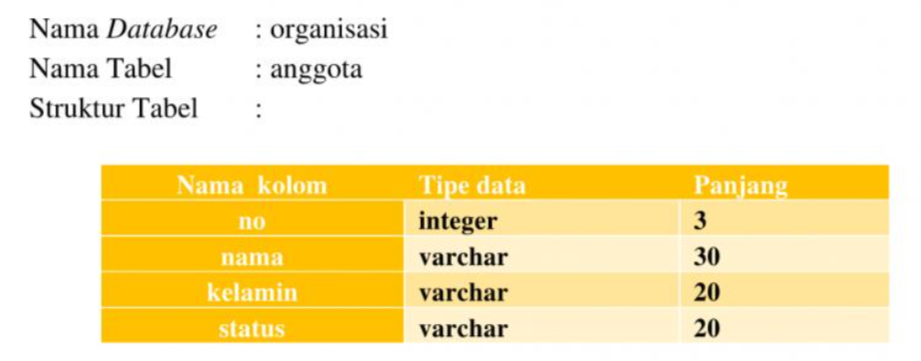 Nama Database : organisasi
Nama Tabel : anggota
Struktur Tabel :
Nama kolom Tipe data Panjang
no integer 3
nama varchar 30
kelamin varchar 20
status varchar 20